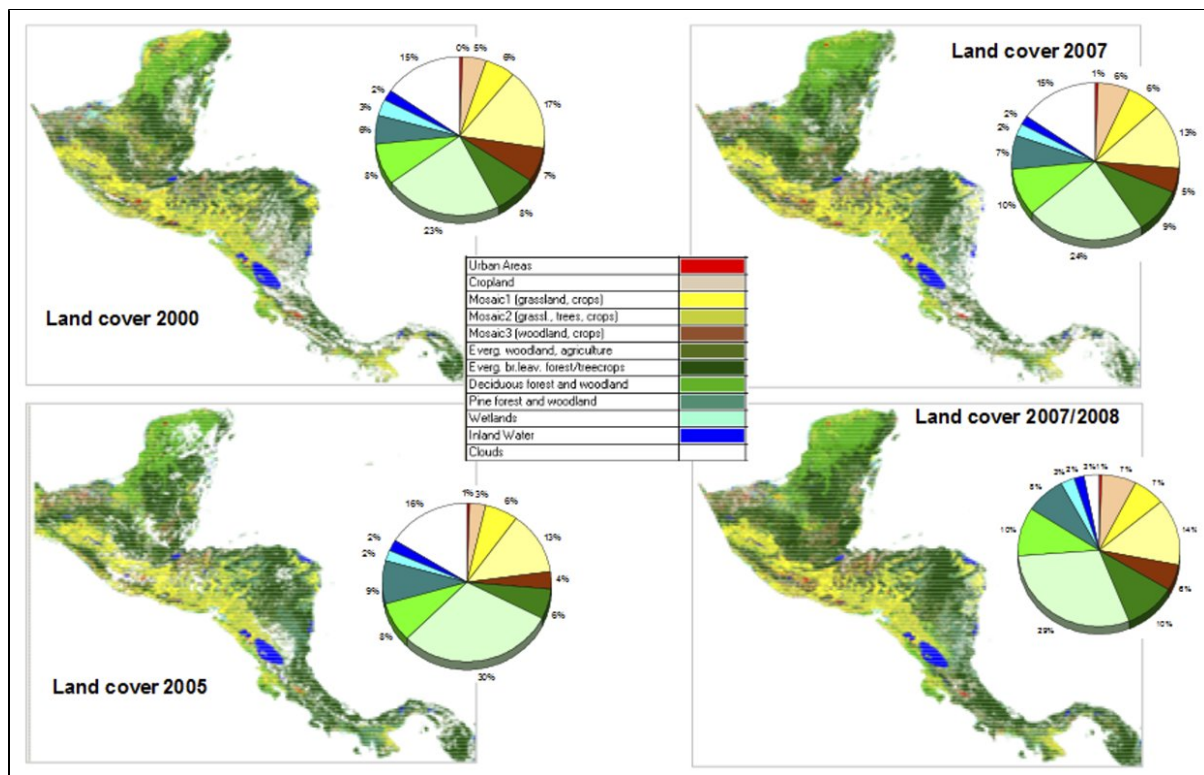 Land cover 2000
0%
5%
6%
17%
7%
8%
23%
8%
6%
3%
2%
15%
Land cover 2007
1%
6%
6%
13%
5%
9%
24%
10%
7%
2%
2%
15%
Urban Areas
Cropland
Mosaic1 (grassland, crops)
Mosaic2 (grassl., trees, crops)
Mosaic3 (woodland, crops)
Everg. woodland, agriculture
Everg. br.leav. forest/treecrops
Deciduous forest and woodland
Pine forest and woodland
Wetlands
Inland Water
Clouds
Land cover 2005
1%
3%
6%
13%
4%
6%
30%
8%
9%
2%
2%
16%
Land cover 2007/2008
1%
7%
7%
14%
6%
10%
29%
10%
2%